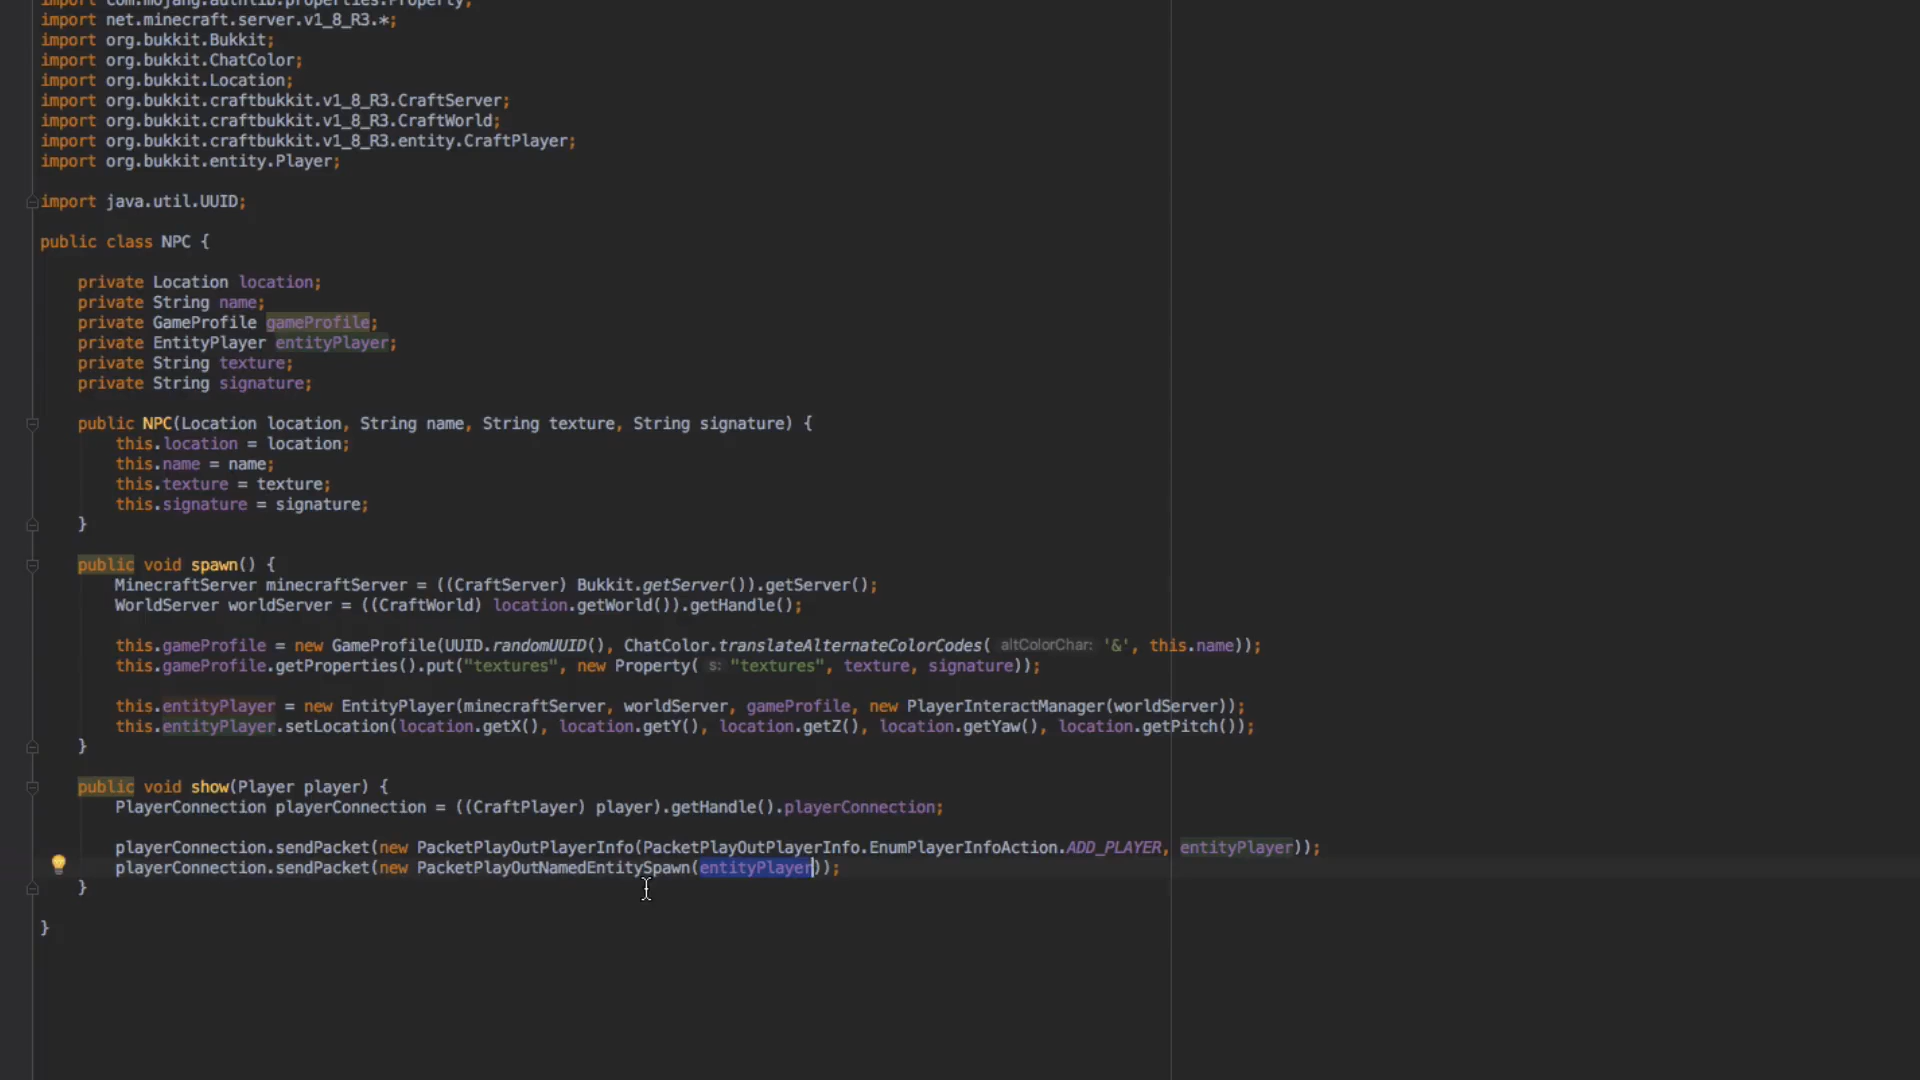 import com.mojang.authlib.properties.Property;
import net.minecraft.server.v1_8_R3.*;
import org.bukkit.Bukkit;
import org.bukkit.ChatColor;
import org.bukkit.Location;
import org.bukkit.craftbukkit.v1_8_R3.CraftServer;
import org.bukkit.craftbukkit.v1_8_R3.CraftWorld;
import org.bukkit.craftbukkit.v1_8_R3.entity.CraftPlayer;
import org.bukkit.entity.Player;
import java.util.UUID;
public class NPC {
private Location location;
private String name;
private GameProfile gameProfile;
private EntityPlayer entityPlayer;
private String texture;
private String signature;
public NPC(Location location, String name, String texture, String signature) {
this.location = location;
this.name = name;
this.texture = texture;
this.signature = signature;
}
public void spawn() {
MinecraftServer minecraftServer = ((CraftServer) Bukkit.getServer()).getServer();
WorldServer worldServer = ((CraftWorld) location.getWorld()).getHandle();
this.gameProfile = new GameProfile(UUID.randomUUID(), ChatColor.translateAlternateColorCodes( altColorChar: '&', this.name));
this.gameProfile.getProperties().put("textures", new Property( s: "textures", texture, signature));
this.entityPlayer = new EntityPlayer(minecraftServer, worldServer, gameProfile, new PlayerInteractManager(worldServer));
this.entityPlayer.setLocation(location.getX(), location.getY(), location.getZ(), location.getYaw(), location.getPitch());
}
public void show(Player player) {
PlayerConnection playerConnection = ((CraftPlayer) player).getHandle().playerConnection;
playerConnection.sendPacket(new PacketPlayOutPlayerInfo(PacketPlayOutPlayerInfo.EnumPlayerInfoAction.ADD_PLAYER, entityPlayer));
playerConnection.sendPacket(new PacketPlayOutNamedEntitySpawn(entityPlayer));
}
}